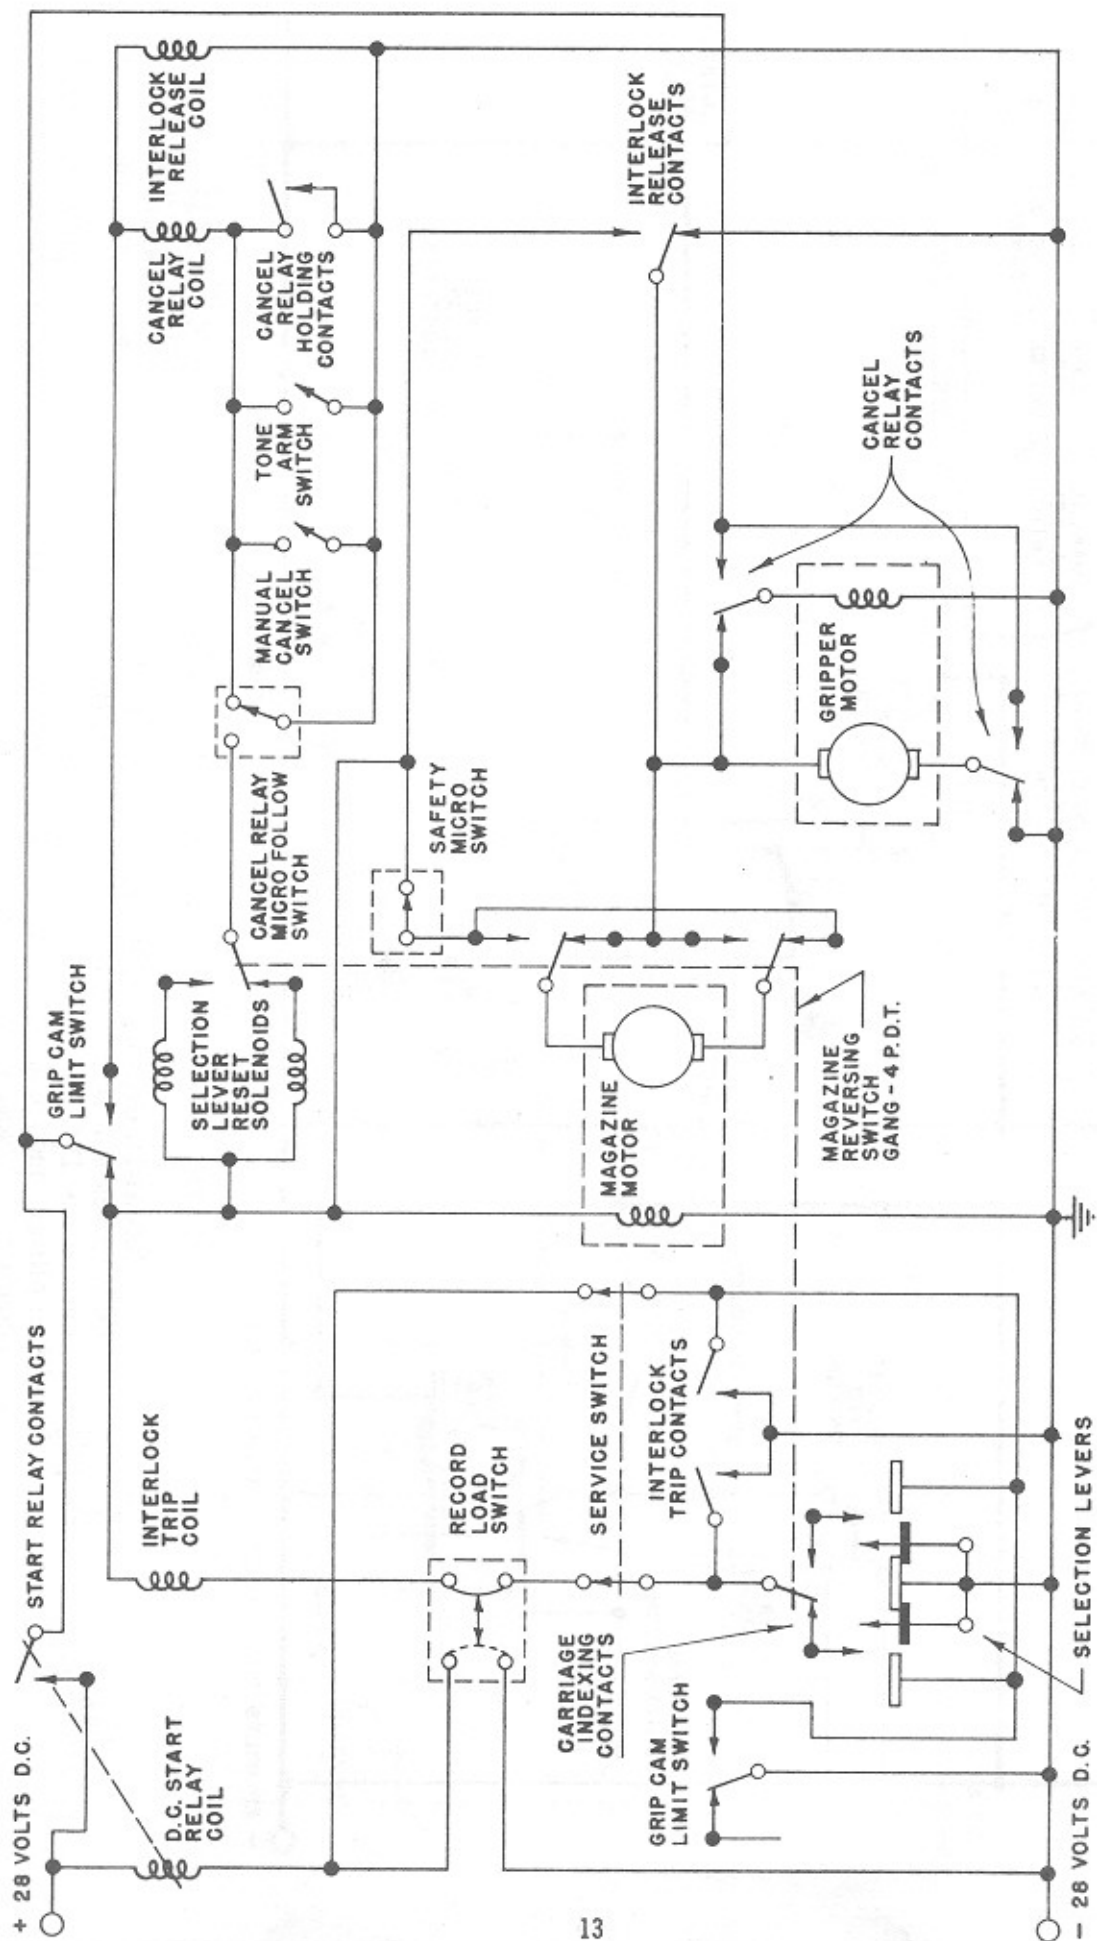 + 28 VOLTS D.C.
START RELAY CONTACTS
GRIP CAM
LIMIT SWITCH
INTERLOCK
RELEASE
COIL
CANCEL
RELAY
COIL
D.C. START
RELAY
COIL
INTERLOCK
TRIP
COIL
SELECTION
LEVER
RESET
SOLENOIDS
CANCEL RELAY
MICRO FOLLOW
SWITCH
MANUAL
CANCEL
SWITCH
TONE
ARM
SWITCH
CANCEL
RELAY
HOLDING
CONTACTS
RECORD
LOAD
SWITCH
SAFETY
MICRO
SWITCH
SERVICE SWITCH
MAGAZINE
MOTOR
INTERLOCK
RELEASE
CONTACTS
CARRIAGE
INDEXING
CONTACTS
INTERLOCK
TRIP CONTACTS
GRIP CAM
LIMIT SWITCH
MAGAZINE
REVERSING
SWITCH
GANG - 4 P.D.T.
GRIPPER
MOTOR
CANCEL
RELAY
CONTACTS
SELECTION LEVERS
- 28 VOLTS D.C.
13